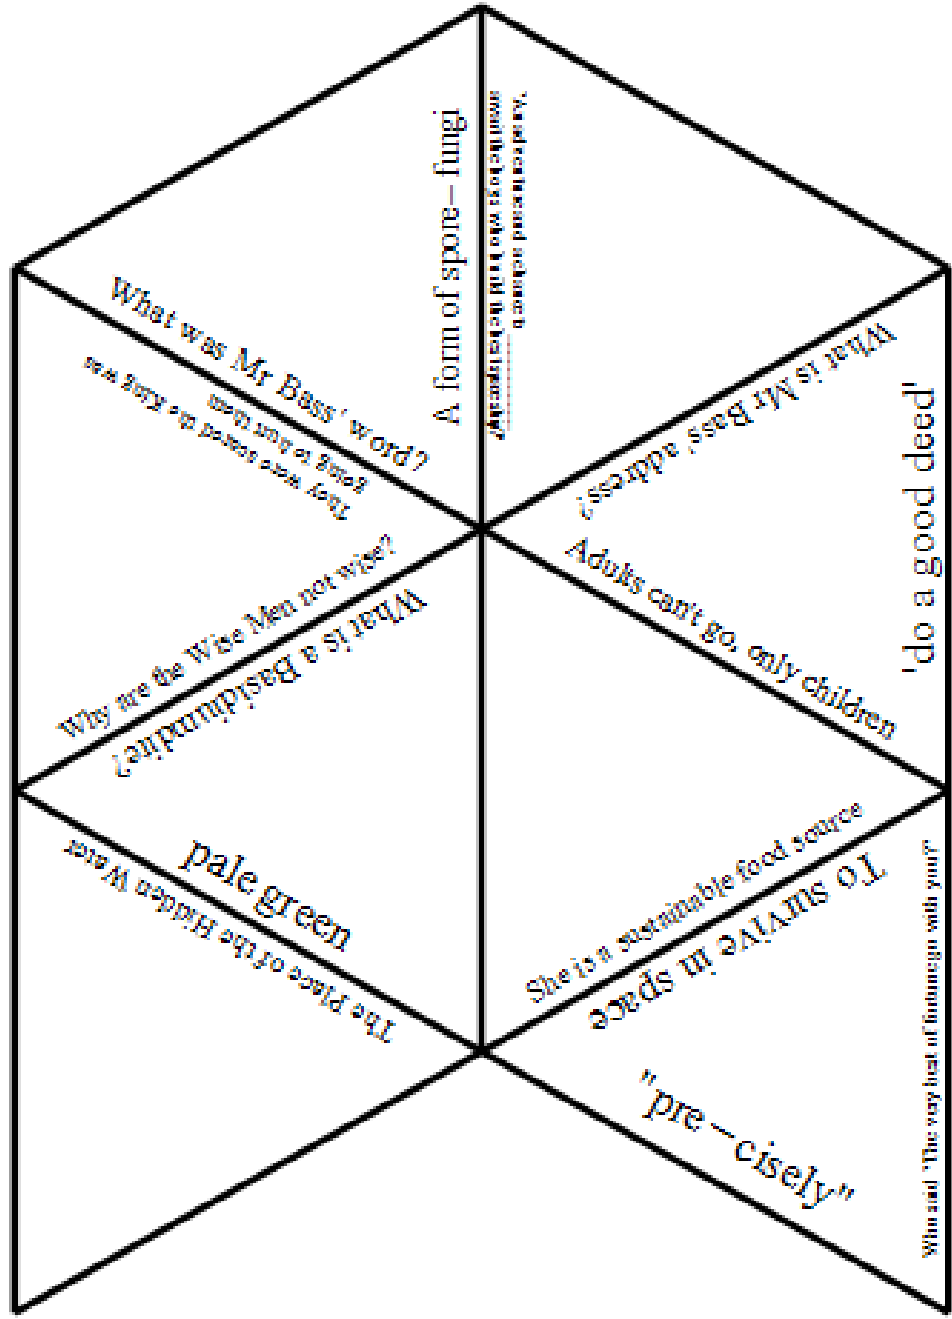 A form of spore– fungi
What was Mr Bass' word?
They were scared the King was
going to hurt them
What is Mr Bass' address?
'do a good deed'
Why are the Wise Men not wise?
What is a Basidiumdite?
Adults can't go, only children
pale green
The Place of the Hidden Water
She is a sustainable food source
To survive in space
"pre–cisely"
Who said 'The very best of fortune go with you?'